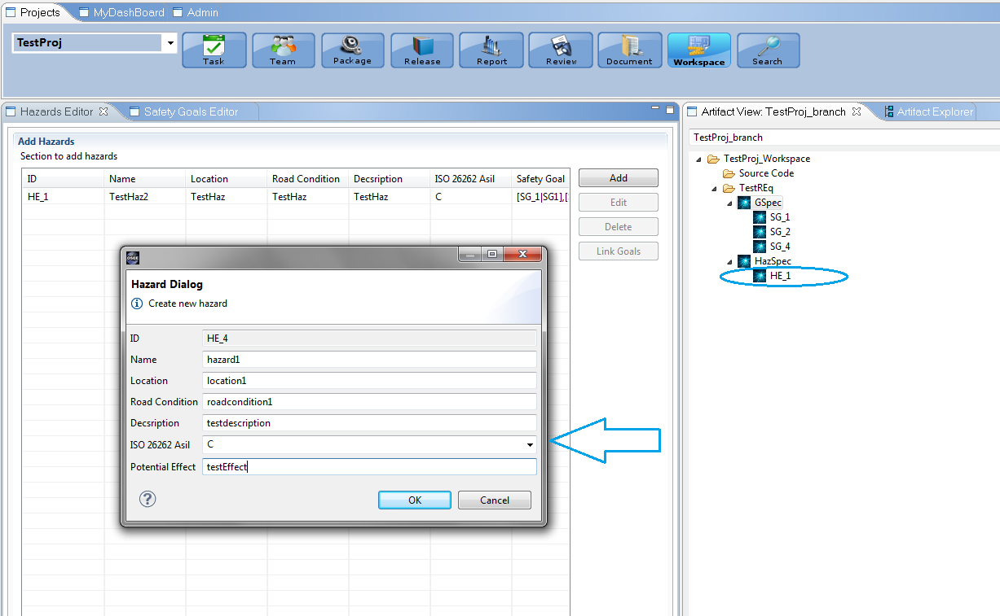 Projects MyDashBoard Admin
TestProj
Task Team Package Release Report Review Document Workspace Search
Hazards Editor Safety Goals Editor
Add Hazards
Section to add hazards
ID Name Location Road Condition Decsription ISO 26262 Asil Safety Goal
HE_1 TestHaz2 TestHaz TestHaz TestHaz C [SG_1|SG1],[
Add
Edit
Delete
Link Goals
OSEE
Hazard Dialog
Create new hazard
ID HE_4
Name hazard1
Location location1
Road Condition roadcondition1
Decsription testdescription
ISO 26262 Asil C
Potential Effect testEffect
? OK Cancel
Artifact View: TestProj_branch Artifact Explorer
TestProj_branch
TestProj_Workspace
Source Code
TestREq
GSpec
SG_1
SG_2
SG_4
HazSpec
HE_1